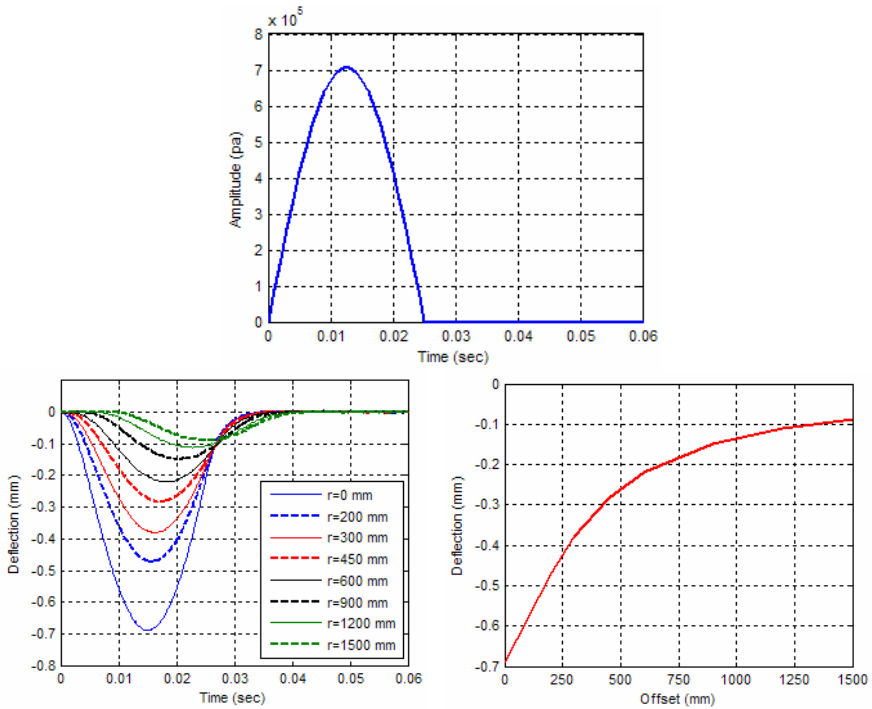 x 10^5
8
7
6
5
4
3
2
1
0
Amplitude (pa)
0 0.01 0.02 0.03 0.04 0.05 0.06
Time (sec)
0
-0.1
-0.2
-0.3
-0.4
-0.5
-0.6
-0.7
-0.8
Deflection (mm)
r=0 mm
r=200 mm
r=300 mm
r=450 mm
r=600 mm
r=900 mm
r=1200 mm
r=1500 mm
0 0.01 0.02 0.03 0.04 0.05 0.06
Time (sec)
0
-0.1
-0.2
-0.3
-0.4
-0.5
-0.6
-0.7
Deflection (mm)
0 250 500 750 1000 1250 1500
Offset (mm)